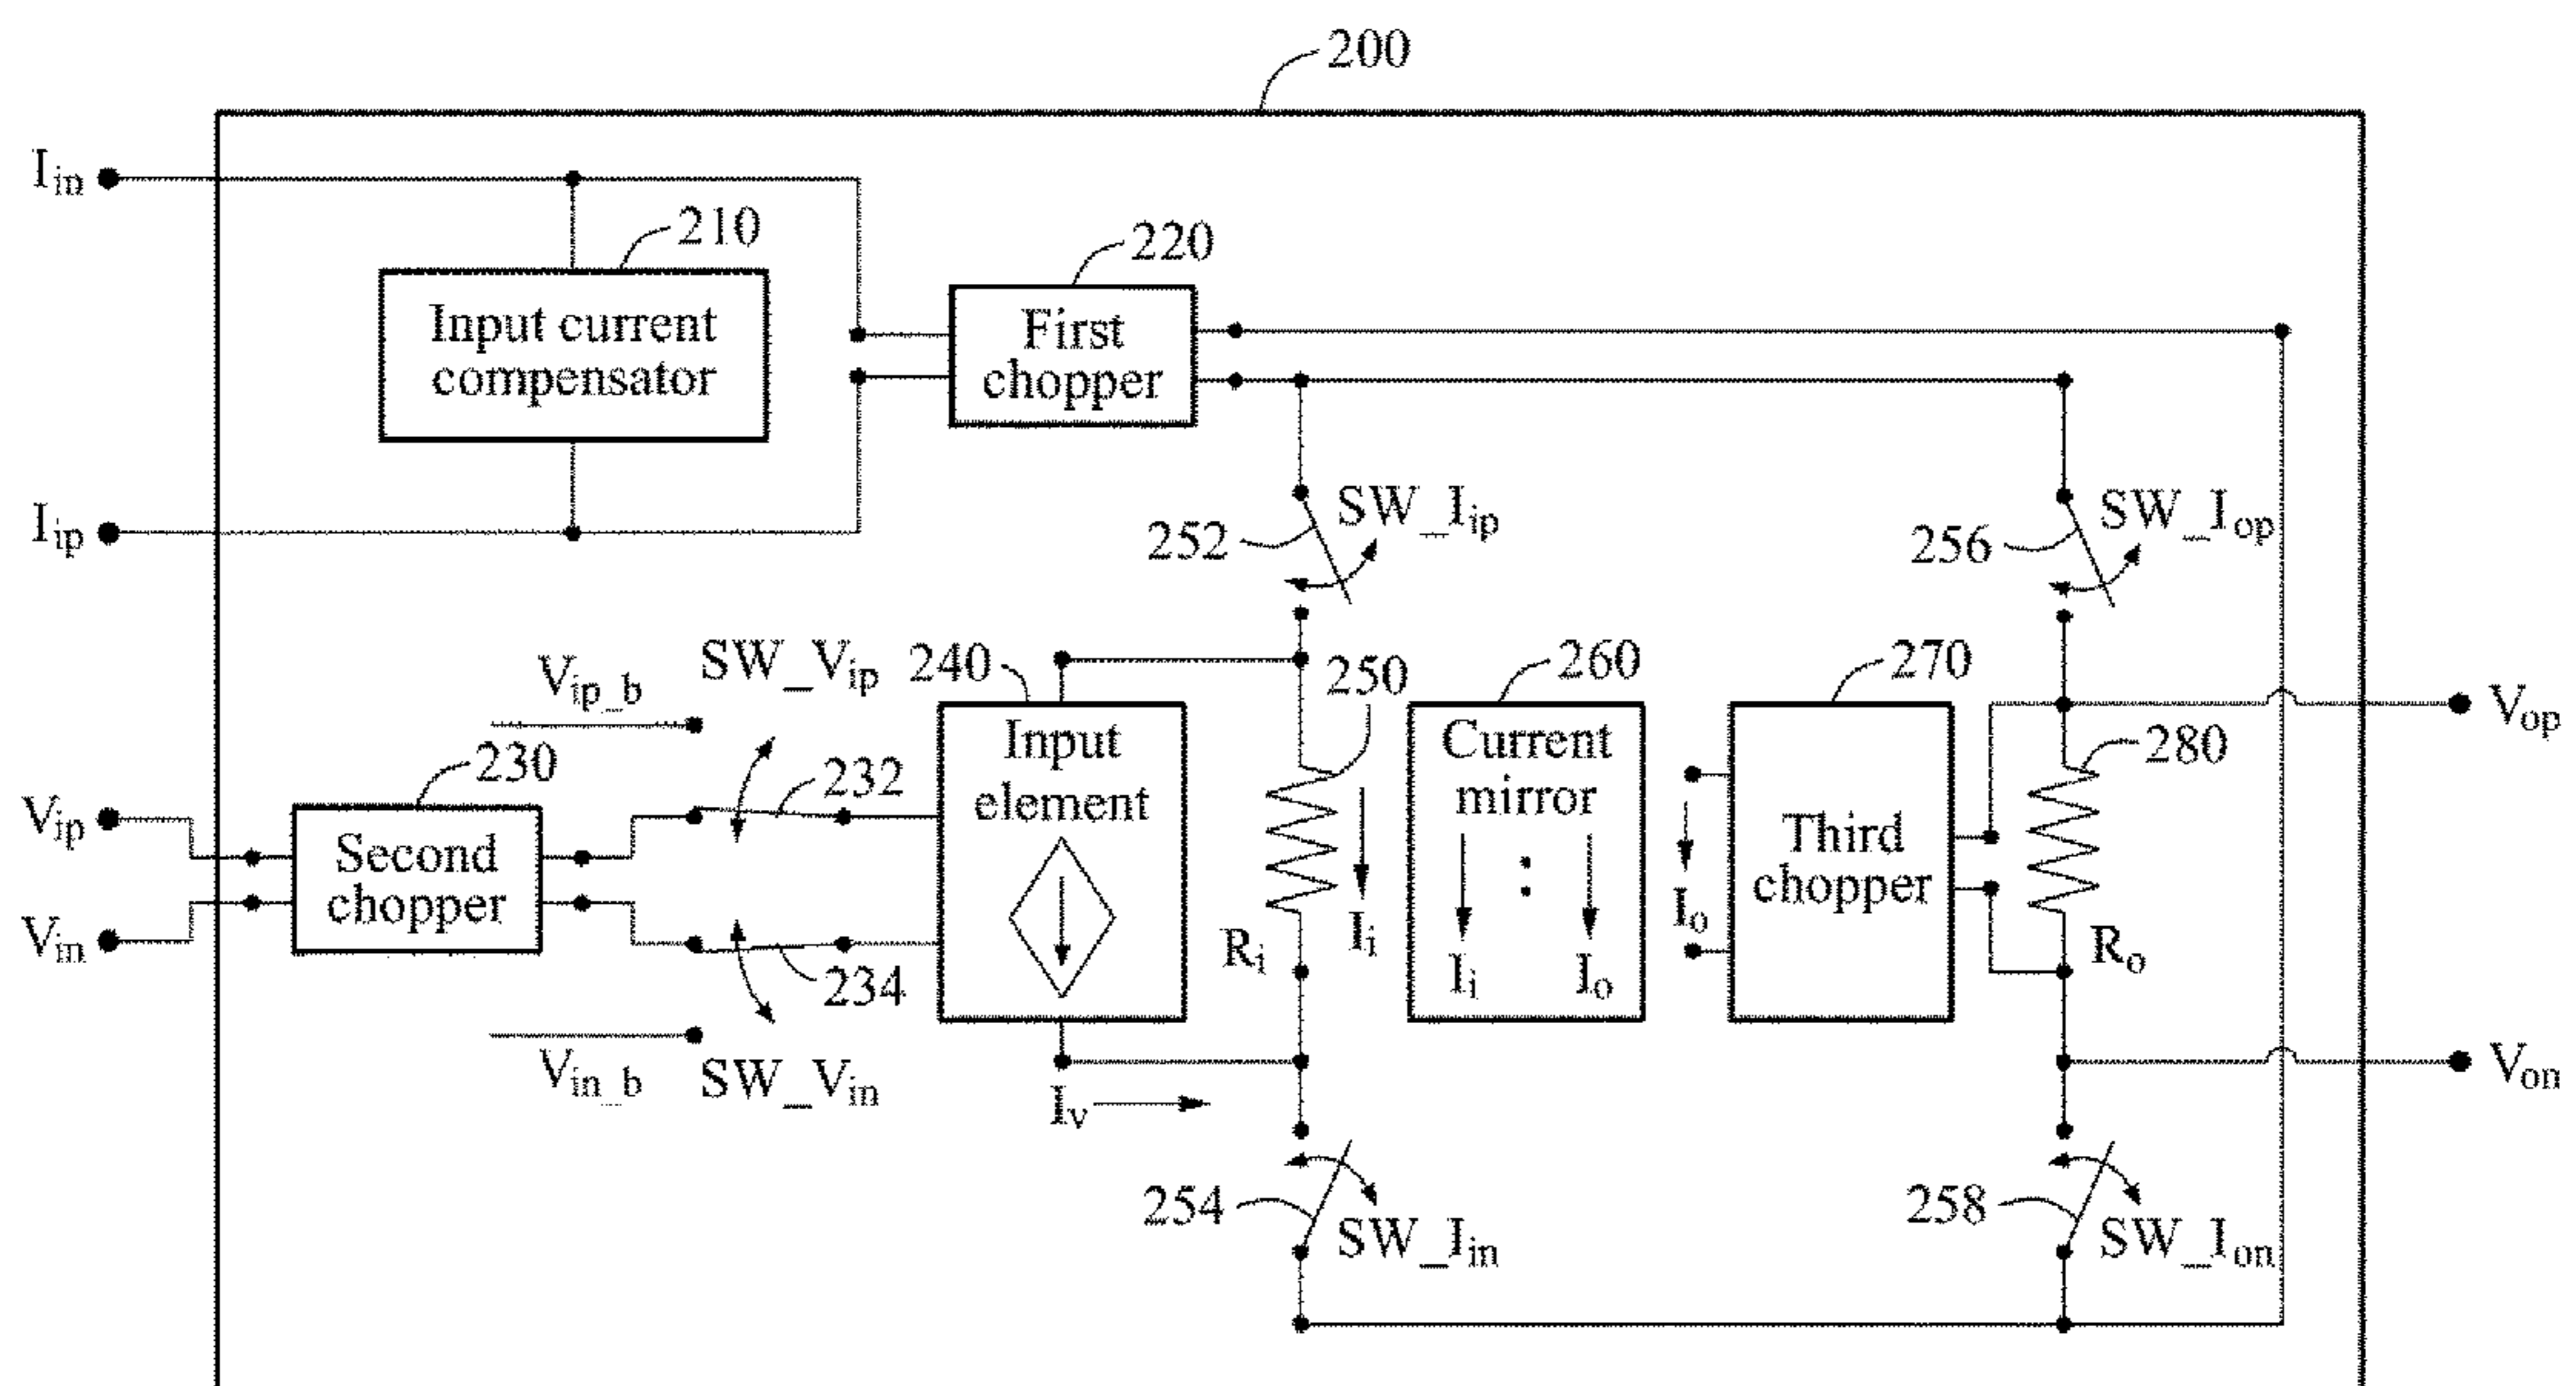 200
I_in
210
220
Input current
compensator
First
chopper
I_ip
252
SW_I_ip
256
SW_I_op
V_ip_b
SW_V_ip
240
250
260
270
V_op
230
232
Input
element
Current
mirror
280
V_ip
Second
chopper
Third
chopper
V_in
234
R_i
I_i
I_i
:
I_o
I_o
R_o
V_in_b
SW_V_in
I_v
V_on
254
SW_I_in
258
SW_I_on